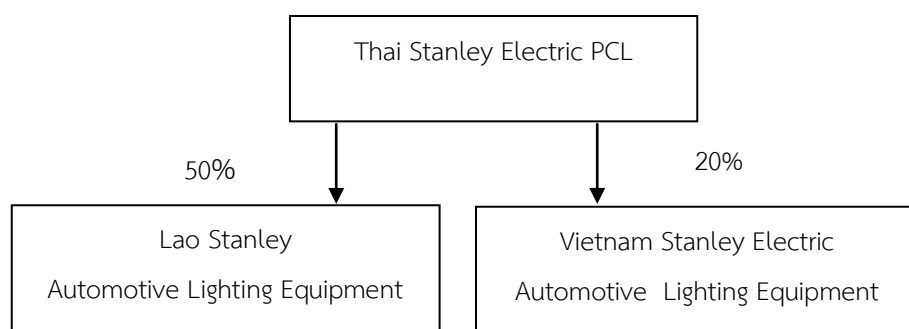 Thai Stanley Electric PCL
50%
20%
Lao Stanley
Automotive Lighting Equipment
Vietnam Stanley Electric
Automotive Lighting Equipment